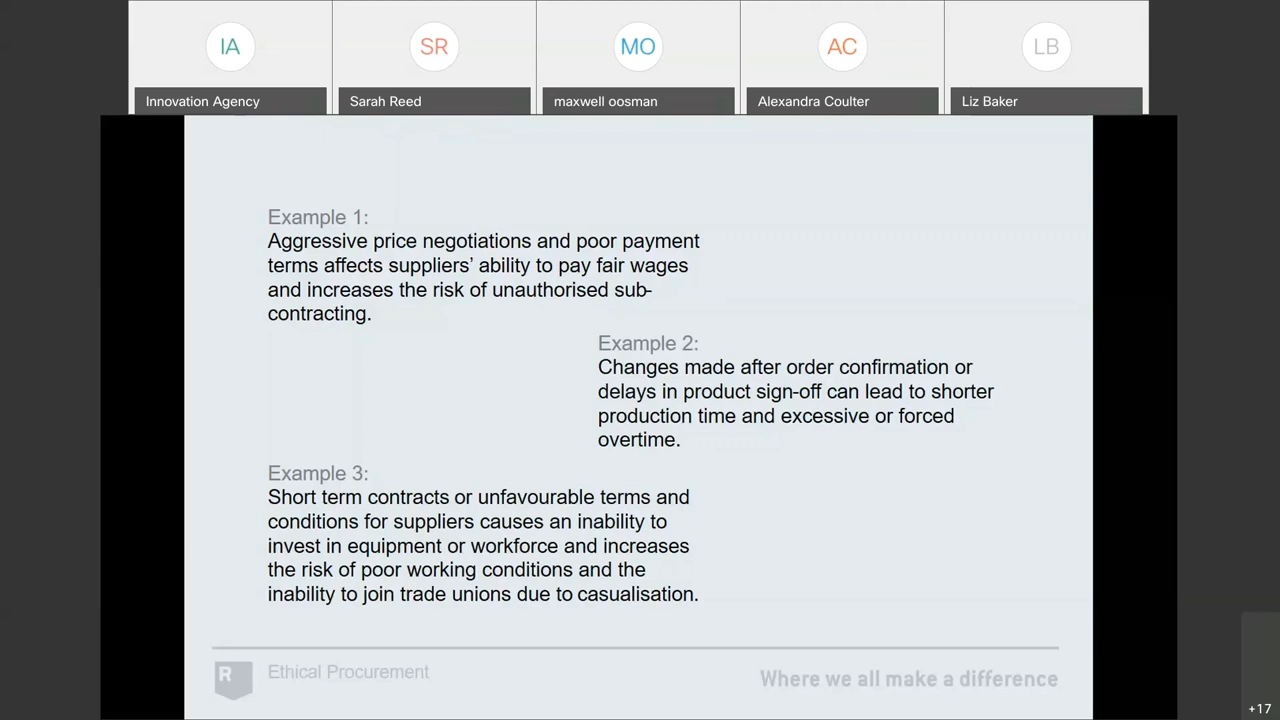 IA
SR
MO
AC
LB
Innovation Agency
Sarah Reed
maxwell oosman
Alexandra Coulter
Liz Baker
Example 1:
Aggressive price negotiations and poor payment
terms affects suppliers’ ability to pay fair wages
and increases the risk of unauthorised sub-
contracting.
Example 2:
Changes made after order confirmation or
delays in product sign-off can lead to shorter
production time and excessive or forced
overtime.
Example 3:
Short term contracts or unfavourable terms and
conditions for suppliers causes an inability to
invest in equipment or workforce and increases
the risk of poor working conditions and the
inability to join trade unions due to casualisation.
R
Ethical Procurement
Where we all make a difference
+17